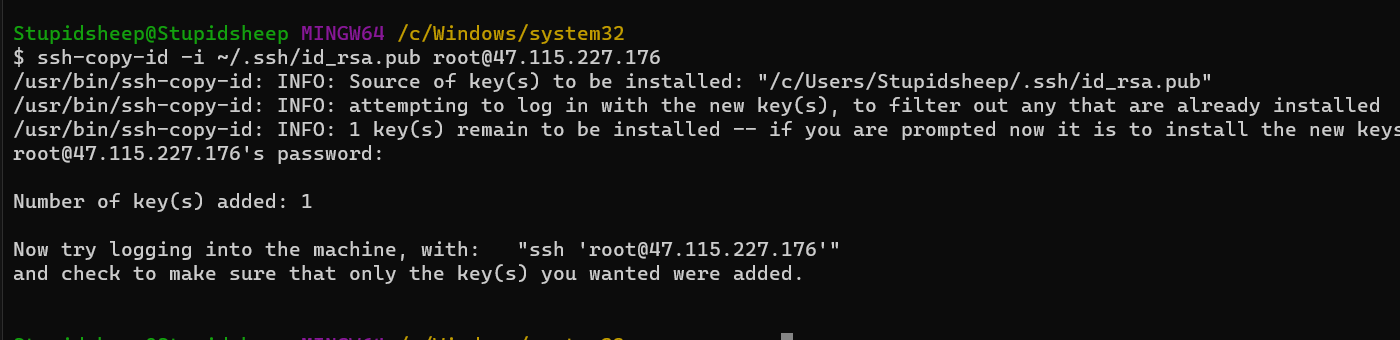 Stupidsheep@Stupidsheep MINGW64 /c/Windows/system32
$ ssh-copy-id -i ~/.ssh/id_rsa.pub root@47.115.227.176
/usr/bin/ssh-copy-id: INFO: Source of key(s) to be installed: "/c/Users/Stupidsheep/.ssh/id_rsa.pub"
/usr/bin/ssh-copy-id: INFO: attempting to log in with the new key(s), to filter out any that are already installed
/usr/bin/ssh-copy-id: INFO: 1 key(s) remain to be installed -- if you are prompted now it is to install the new keys
root@47.115.227.176's password:
Number of key(s) added: 1
Now try logging into the machine, with:   "ssh 'root@47.115.227.176'"
and check to make sure that only the key(s) you wanted were added.